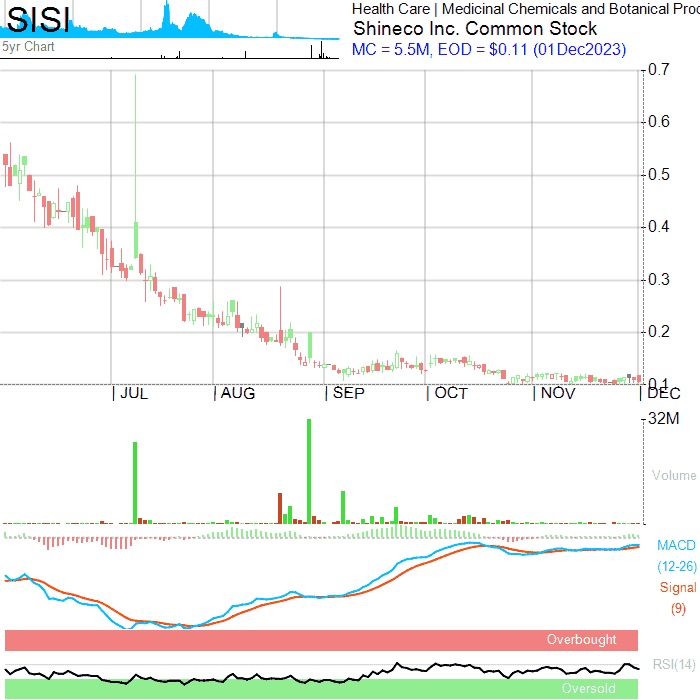 SISI
5yr Chart
Health Care | Medicinal Chemicals and Botanical Proc
Shineco Inc. Common Stock
MC = 5.5M, EOD = $0.11 (01Dec2023)
0.7
0.6
0.5
0.4
0.3
0.2
0.1
| JUL | AUG | SEP | OCT | NOV | DEC
32M
Volume
MACD
(12-26)
Signal
(9)
Overbought
RSI(14)
Oversold